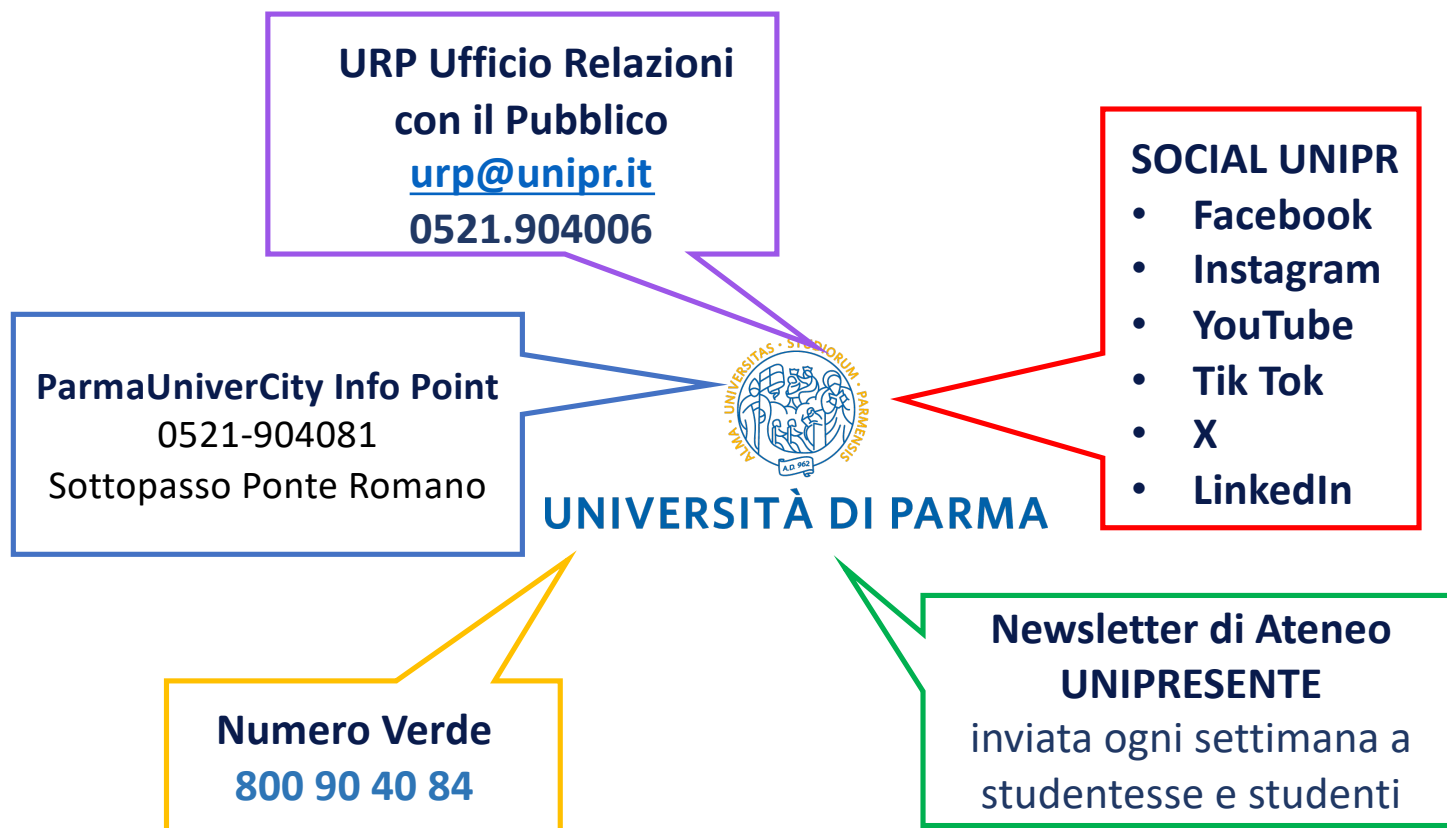 URP Ufficio Relazioni
con il Pubblico
urp@unipr.it
0521.904006
SOCIAL UNIPR
• Facebook
• Instagram
• YouTube
• Tik Tok
• X
• LinkedIn
ParmaUniverCity Info Point
0521-904081
Sottopasso Ponte Romano
ALMA · UNIVERSITAS · STUDIORUM · PARMENSIS
A.D. 962
UNIVERSITÀ DI PARMA
Numero Verde
800 90 40 84
Newsletter di Ateneo
UNIPRESENTE
inviata ogni settimana a
studentesse e studenti